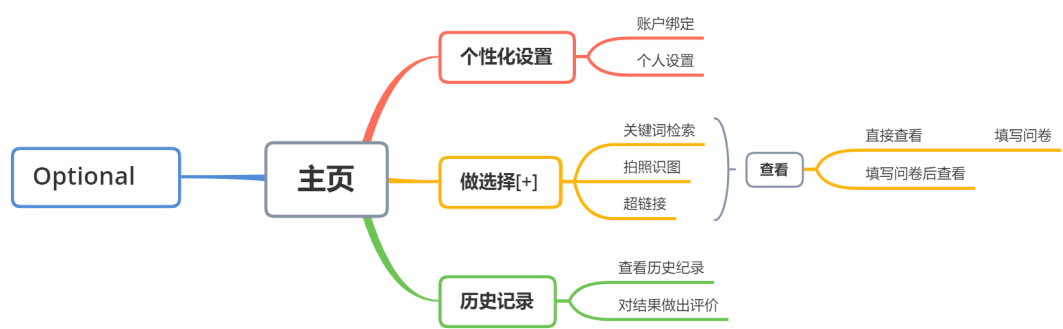 Optional
主页
个性化设置
账户绑定
个人设置
做选择[+]
关键词检索
拍照识图
超链接
查看
直接查看
填写问卷
填写问卷后查看
历史记录
查看历史纪录
对结果做出评价